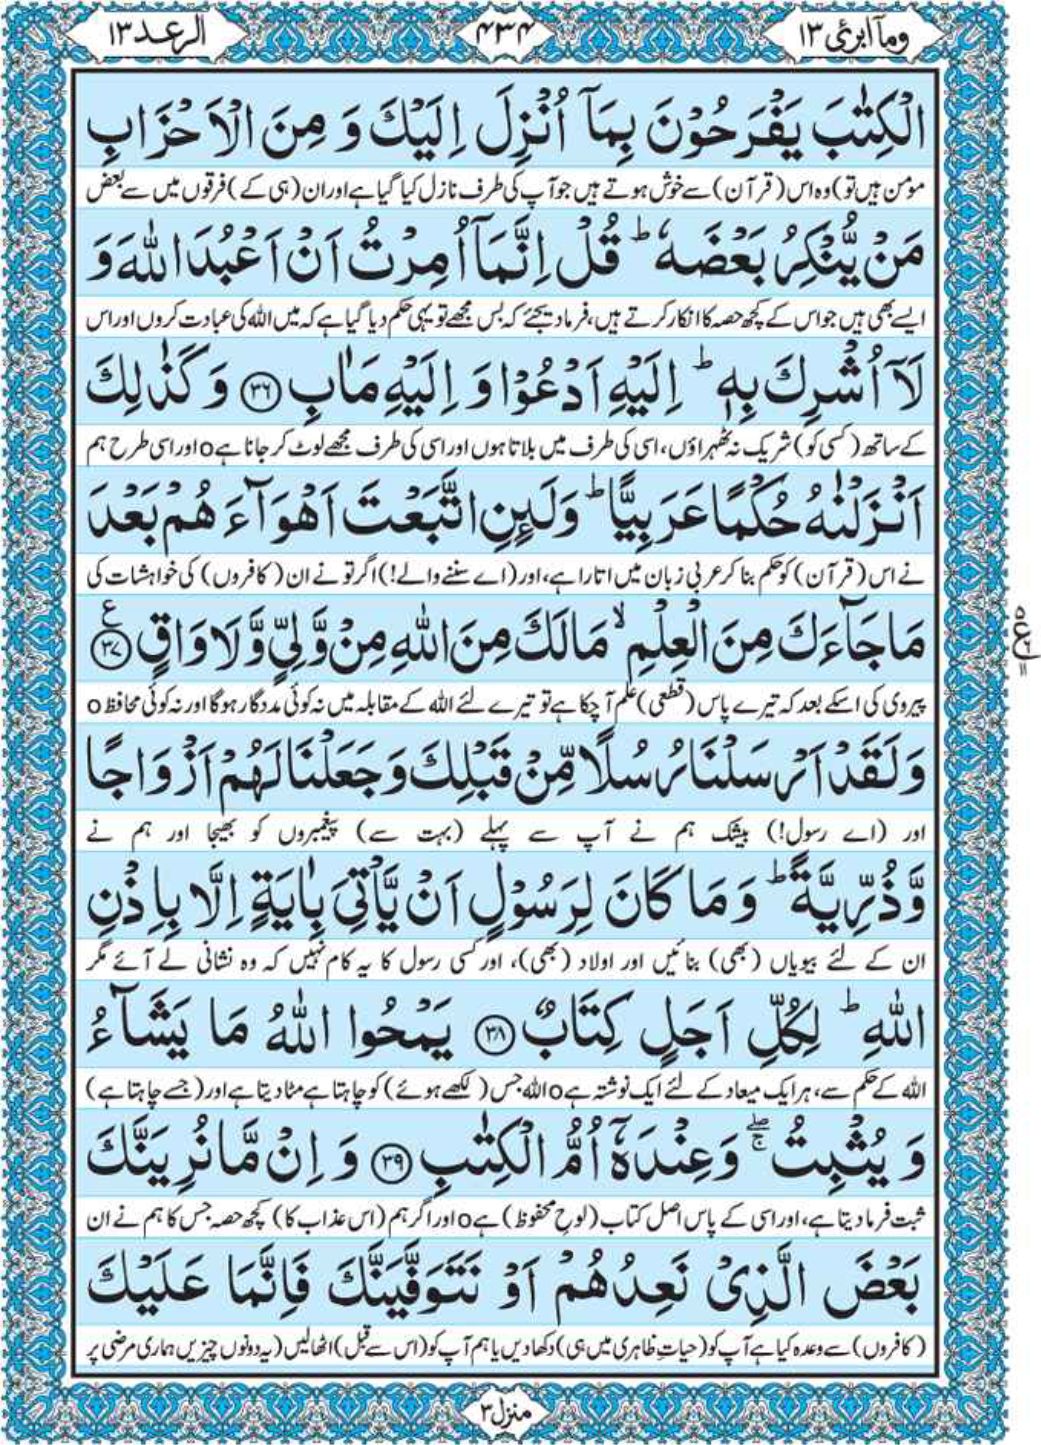 ومآ ابرئ ١٣
٤٣٤
الرعد ١٣
الْكِتٰبَ يَفْرَحُوْنَ بِمَآ اُنْزِلَ اِلَيْكَ وَ مِنَ الْاَحْزَابِ
مومن ہیں تو) وہ اس (قرآن) سے خوش ہوتے ہیں جو آپ کی طرف نازل کیا گیا ہے اور ان (ہی کے) فرقوں میں سے بعض
مَنْ يُّنْكِرُ بَعْضَهٗ ؕ قُلْ اِنَّمَآ اُمِرْتُ اَنْ اَعْبُدَ اللّٰهَ وَ
ایسے بھی ہیں جو اس کے کچھ حصہ کا انکار کرتے ہیں، فرما دیجئے کہ بس مجھے تو یہی حکم دیا گیا ہے کہ میں اللہ کی عبادت کروں اور اس
لَاۤ اُشْرِكَ بِهٖ ؕ اِلَيْهِ اَدْعُوْا وَ اِلَيْهِ مَاٰبِ ﴿٣٦﴾ وَ كَذٰلِكَ
کے ساتھ (کسی کو) شریک نہ ٹھہراؤں، اسی کی طرف میں بلاتا ہوں اور اسی کی طرف مجھے لوٹ کر جانا ہے o اور اسی طرح ہم
اَنْزَلْنٰهُ حُكْمًا عَرَبِيًّا ؕ وَلَىِٕنِ اتَّبَعْتَ اَهْوَآءَهُمْ بَعْدَ
نے اس (قرآن) کو حکم بنا کر عربی زبان میں اتارا ہے، اور (اے سننے والے!) اگر تو نے ان (کافروں) کی خواہشات کی
مَا جَآءَكَ مِنَ الْعِلْمِ ۙ مَا لَكَ مِنَ اللّٰهِ مِنْ وَّلِيٍّ وَّ لَا وَاقٍ ﴿٣٧﴾ ع
پیروی کی اسکے بعد کہ تیرے پاس (قطعی) علم آ چکا ہے تو تیرے لئے اللہ کے مقابلہ میں نہ کوئی مددگار ہوگا اور نہ کوئی محافظ o
وَلَقَدْ اَرْسَلْنَا رُسُلًا مِّنْ قَبْلِكَ وَ جَعَلْنَا لَهُمْ اَزْوَاجًا
اور (اے رسول!) بیشک ہم نے آپ سے پہلے (بہت سے) پیغمبروں کو بھیجا اور ہم نے
وَّ ذُرِّيَّةً ؕ وَ مَا كَانَ لِرَسُوْلٍ اَنْ يَّاْتِيَ بِاٰيَةٍ اِلَّا بِاِذْنِ
ان کے لئے بیویاں (بھی) بنائیں اور اولاد (بھی)، اور کسی رسول کا یہ کام نہیں کہ وہ نشانی لے آئے مگر
اللّٰهِ ؕ لِكُلِّ اَجَلٍ كِتَابٌ ﴿٣٨﴾ يَمْحُوا اللّٰهُ مَا يَشَآءُ
اللہ کے حکم سے، ہر ایک میعاد کے لئے ایک نوشتہ ہے o اللہ جس (لکھے ہوئے) کو چاہتا ہے مٹا دیتا ہے اور (جسے چاہتا ہے)
وَ يُثْبِتُ ۖۚ وَعِنْدَهٗۤ اُمُّ الْكِتٰبِ ﴿٣٩﴾ وَ اِنْ مَّا نُرِيَنَّكَ
ثبت فرما دیتا ہے، اور اسی کے پاس اصل کتاب (لوحِ محفوظ) ہے o اور اگر ہم (اس عذاب کا) کچھ حصہ جس کا ہم نے ان
بَعْضَ الَّذِيْ نَعِدُهُمْ اَوْ نَتَوَفَّيَنَّكَ فَاِنَّمَا عَلَيْكَ
(کافروں) سے وعدہ کیا ہے آپ کو (حیاتِ ظاہری میں ہی) دکھا دیں یا ہم آپ کو (اس سے قبل) اٹھا لیں (یہ دونوں چیزیں ہماری مرضی پر
منزل ٣